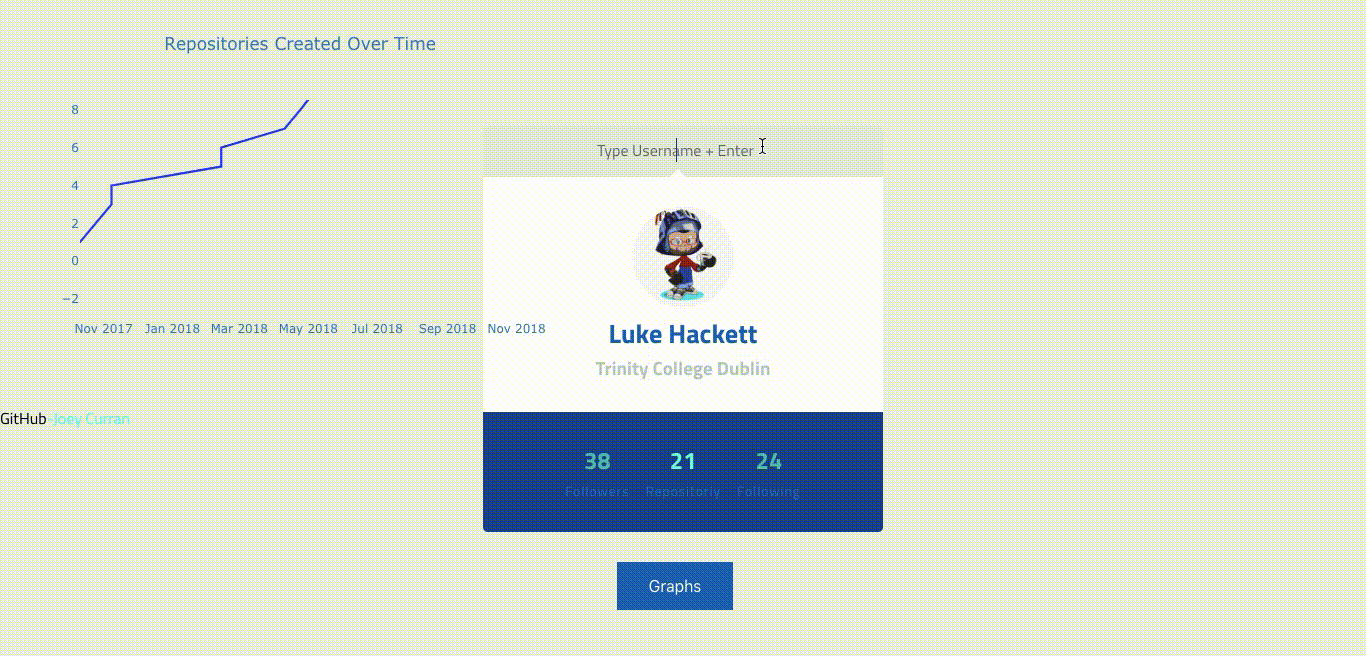 Repositories Created Over Time
8
6
4
2
0
−2
Nov 2017 Jan 2018 Mar 2018 May 2018 Jul 2018 Sep 2018 Nov 2018
Type Username + Enter
Luke Hackett
Trinity College Dublin
GitHub-Joey Curran
38 21 24
Followers Repositoriy Following
Graphs